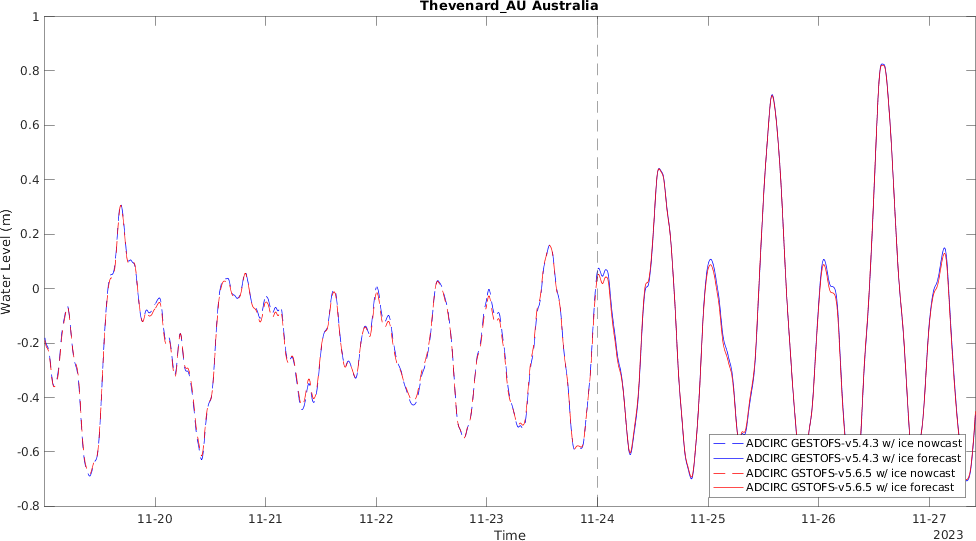 Thevenard_AU Australia
1
0.8
0.6
0.4
0.2
0
-0.2
-0.4
-0.6
-0.8
Water Level (m)
ADCIRC GESTOFS-v5.4.3 w/ ice nowcast
ADCIRC GESTOFS-v5.4.3 w/ ice forecast
ADCIRC GSTOFS-v5.6.5 w/ ice nowcast
ADCIRC GSTOFS-v5.6.5 w/ ice forecast
11-20 11-21 11-22 11-23 11-24 11-25 11-26 11-27
Time
2023